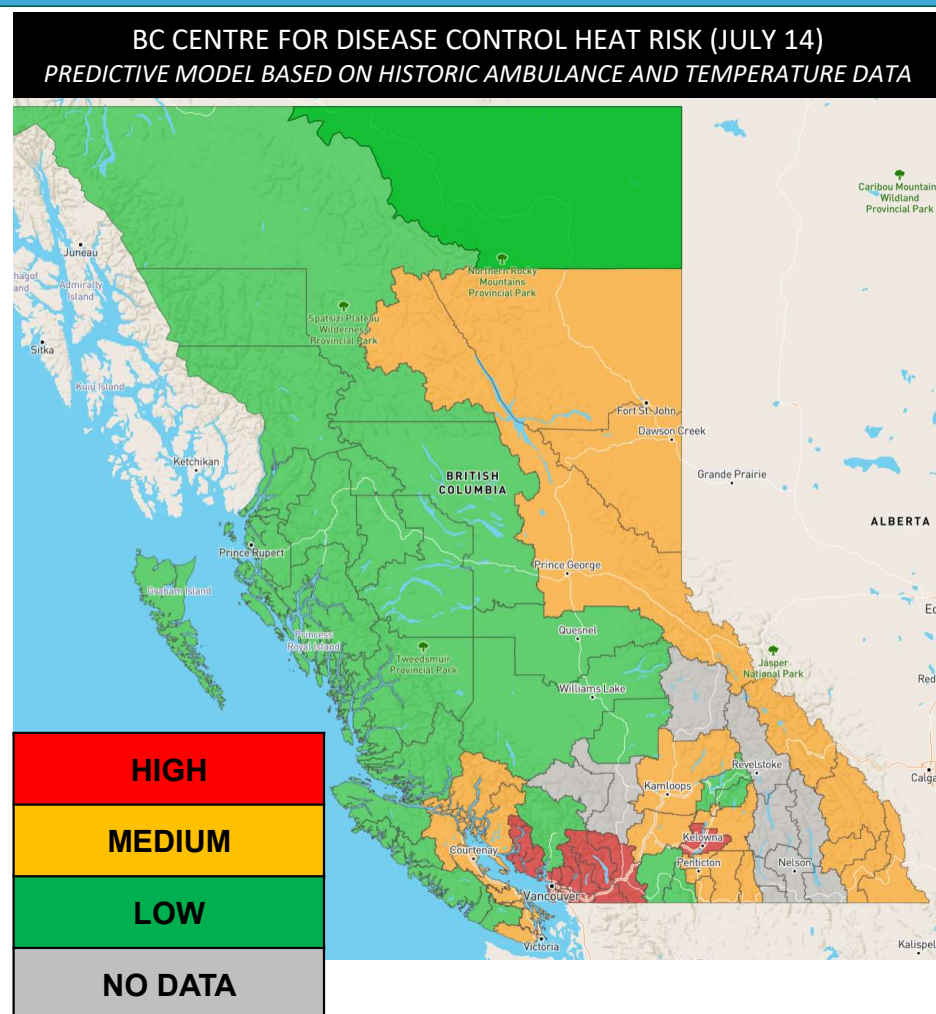 BC CENTRE FOR DISEASE CONTROL HEAT RISK (JULY 14)
PREDICTIVE MODEL BASED ON HISTORIC AMBULANCE AND TEMPERATURE DATA
Caribou Mountain
Wildland
Provincial Park
Juneau
hagof
and
Admiralty
Island
Northern Rocky
Mountains
Provincial Park
Spatsizi Plateau
Wilderness
Provincial Park
Sitka
Kuiu Island
Fort St. John
Dawson Creek
Ketchikan
BRITISH
COLUMBIA
Grande Prairie
ALBERTA
Prince Rupert
Prince George
Graham Island
Ec
Quesnel
Princess
Royal Island
Tweedsmuir
Provincial Park
Jasper
National Park
Red
Williams Lake
HIGH
Revelstoke
Calga
Kamloops
MEDIUM
Kelowna
Courtenay
Penticton
Nelson
Vancouver
LOW
Victoria
Kalispel
NO DATA